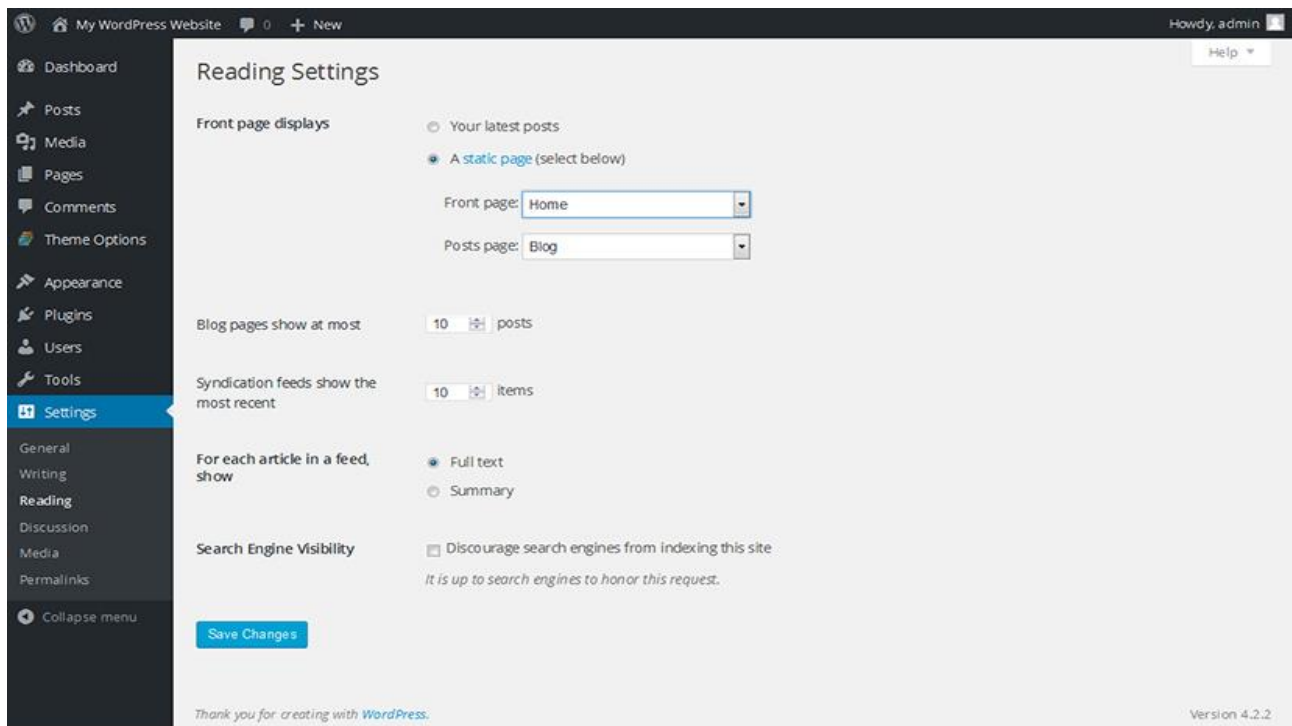 My WordPress Website 0 + New Howdy, admin
Help
Dashboard
Posts
Media
Pages
Comments
Theme Options
Appearance
Plugins
Users
Tools
Settings
General
Writing
Reading
Discussion
Media
Permalinks
Collapse menu
Reading Settings
Front page displays
Your latest posts
A static page (select below)
Front page: Home
Posts page: Blog
Blog pages show at most 10 posts
Syndication feeds show the
most recent
10 items
For each article in a feed,
show
Full text
Summary
Search Engine Visibility
Discourage search engines from indexing this site
It is up to search engines to honor this request.
Save Changes
Thank you for creating with WordPress.
Version 4.2.2